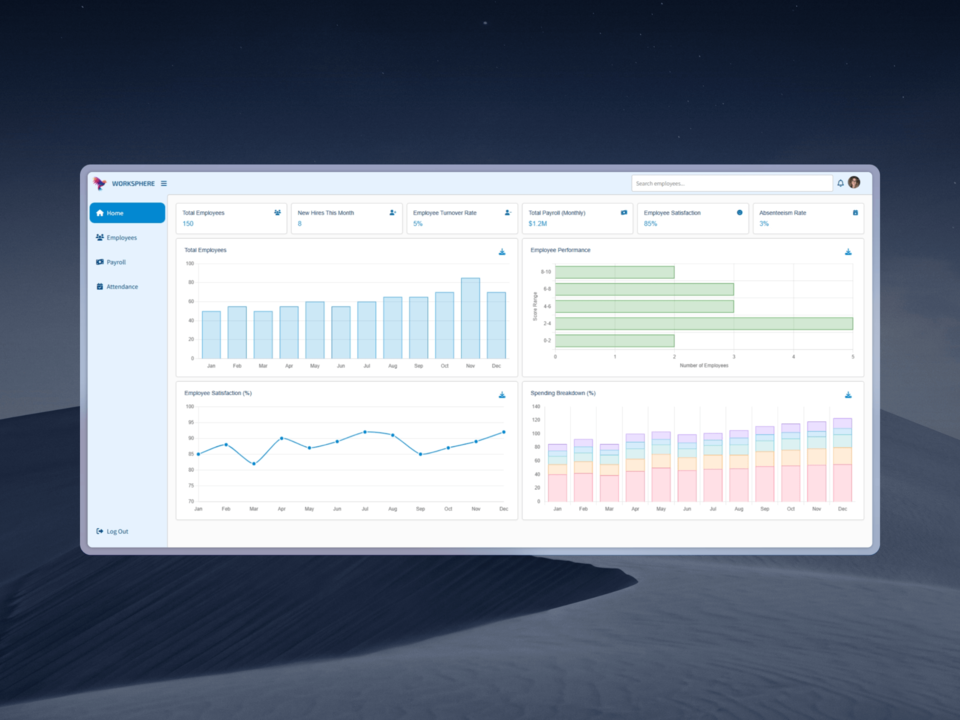 WORKSPHERE
Search employees...
Home
Employees
Payroll
Attendance
Log Out
Total Employees
150
New Hires This Month
8
Employee Turnover Rate
5%
Total Payroll (Monthly)
$1.2M
Employee Satisfaction
85%
Absenteeism Rate
3%
Total Employees
100
80
60
40
20
0
Jan Feb Mar Apr May Jun Jul Aug Sep Oct Nov Dec
Employee Performance
Score Range
8-10
6-8
4-6
2-4
0-2
0 1 2 3 4 5
Number of Employees
Employee Satisfaction (%)
100
95
90
85
80
75
70
Jan Feb Mar Apr May Jun Jul Aug Sep Oct Nov Dec
Spending Breakdown (%)
140
120
100
80
60
40
20
0
Jan Feb Mar Apr May Jun Jul Aug Sep Oct Nov Dec